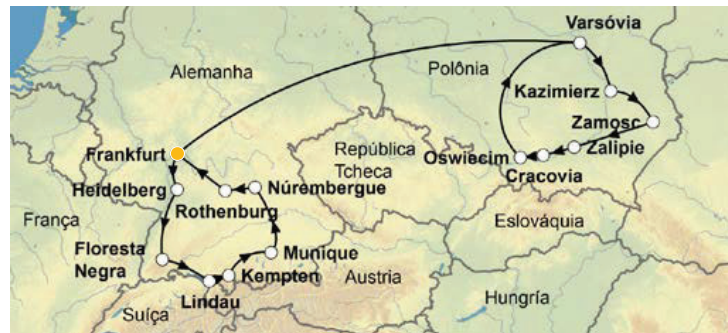 Varsóvia
Alemanha
Polônia
Kazimierz
Zamosc
República
Tcheca
Frankfurt
Oswiecim
Zalipie
Cracovia
Heidelberg
Núrembergue
Rothenburg
França
Eslováquia
Floresta
Negra
Munique
Kempten
Austria
Lindau
Suíça
Hungría